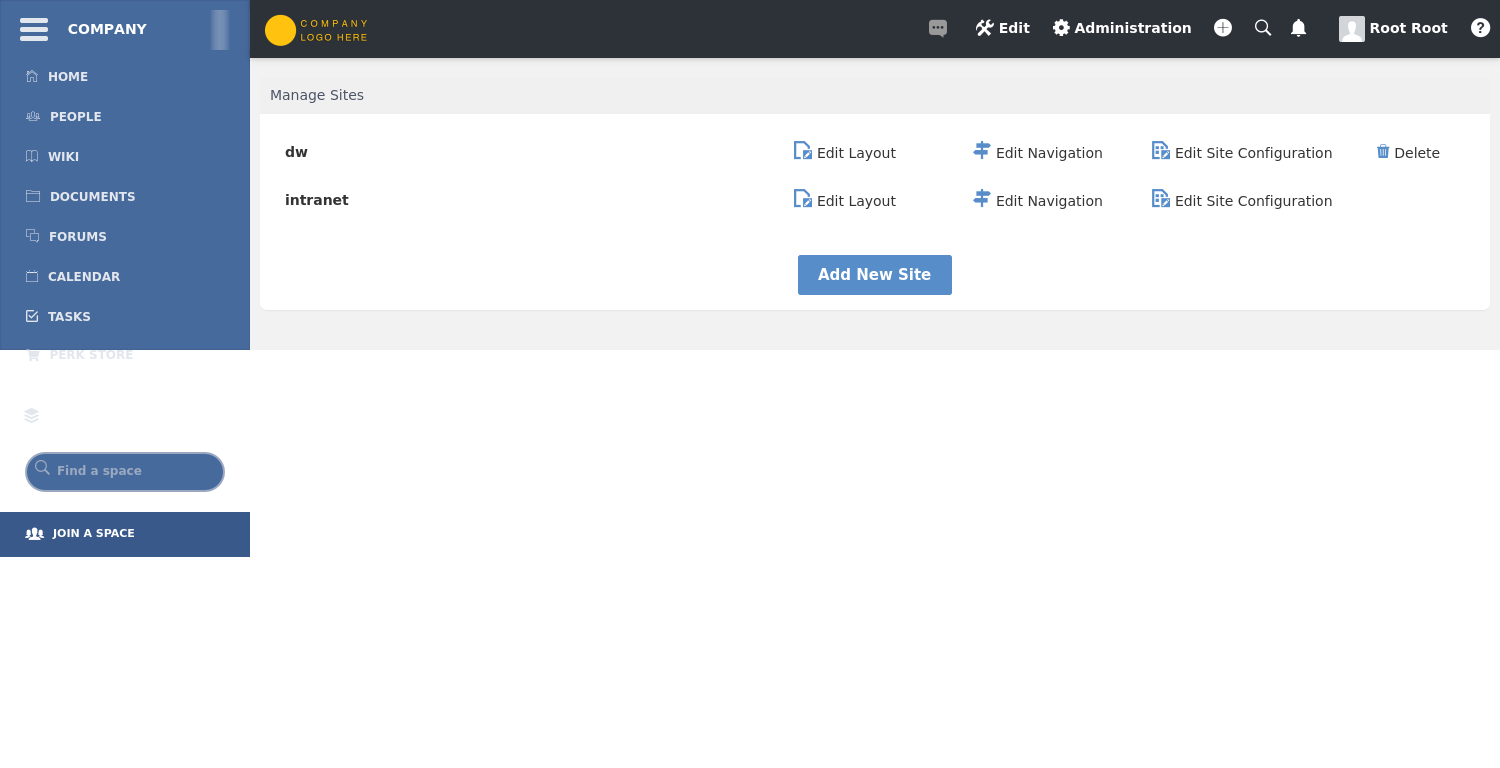 COMPANY
COMPANY
LOGO HERE
Edit
Administration
Root Root
HOME
PEOPLE
WIKI
DOCUMENTS
FORUMS
CALENDAR
TASKS
PERK STORE
Find a space
JOIN A SPACE
Manage Sites
dw Edit Layout Edit Navigation Edit Site Configuration Delete
intranet Edit Layout Edit Navigation Edit Site Configuration
Add New Site